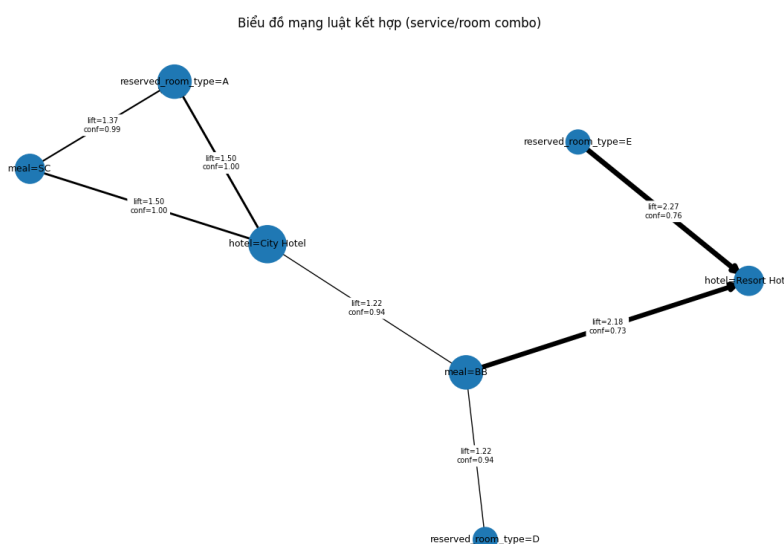 Biểu đồ mạng luật kết hợp (service/room combo)
reserved_room_type=A
lift=1.37
conf=0.99
reserved_room_type=E
lift=1.50
conf=1.00
meal=SC
lift=1.50
conf=1.00
lift=2.27
conf=0.76
hotel=City Hotel
hotel=Resort Hot
lift=1.22
conf=0.94
lift=2.18
conf=0.73
meal=BB
lift=1.22
conf=0.94
reserved_room_type=D